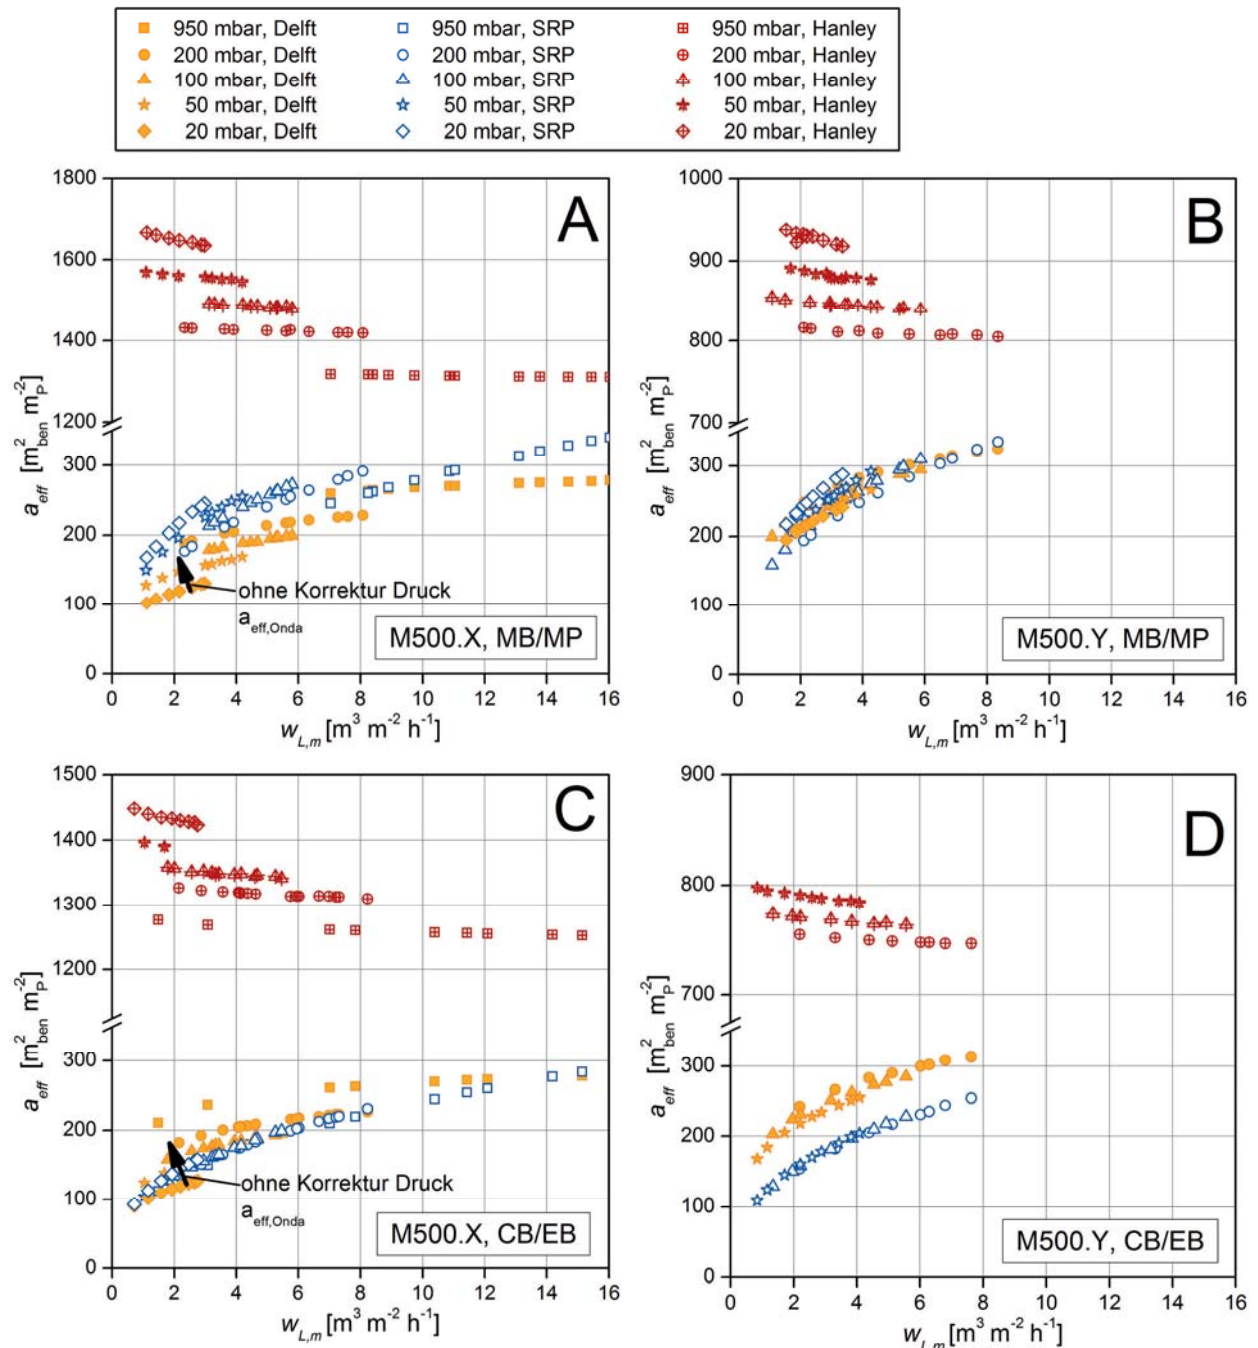 950 mbar, Delft 950 mbar, SRP 950 mbar, Hanley
200 mbar, Delft 200 mbar, SRP 200 mbar, Hanley
100 mbar, Delft 100 mbar, SRP 100 mbar, Hanley
50 mbar, Delft 50 mbar, SRP 50 mbar, Hanley
20 mbar, Delft 20 mbar, SRP 20 mbar, Hanley
A
1800
1600
1400
1200
300
200
100
0
a_eff [m²_ben m_P⁻²]
ohne Korrektur Druck
a_eff,Onda
M500.X, MB/MP
0 2 4 6 8 10 12 14 16
w_L,m [m³ m⁻² h⁻¹]
B
1000
900
800
700
300
200
100
0
a_eff [m²_ben m_P⁻²]
M500.Y, MB/MP
0 2 4 6 8 10 12 14 16
w_L,m [m³ m⁻² h⁻¹]
C
1500
1400
1300
1200
300
200
100
0
a_eff [m²_ben m_P⁻²]
ohne Korrektur Druck
a_eff,Onda
M500.X, CB/EB
0 2 4 6 8 10 12 14 16
w_L,m [m³ m⁻² h⁻¹]
D
900
800
700
300
200
100
0
a_eff [m²_ben m_P⁻²]
M500.Y, CB/EB
0 2 4 6 8 10 12 14 16
w_L,m [m³ m⁻² h⁻¹]